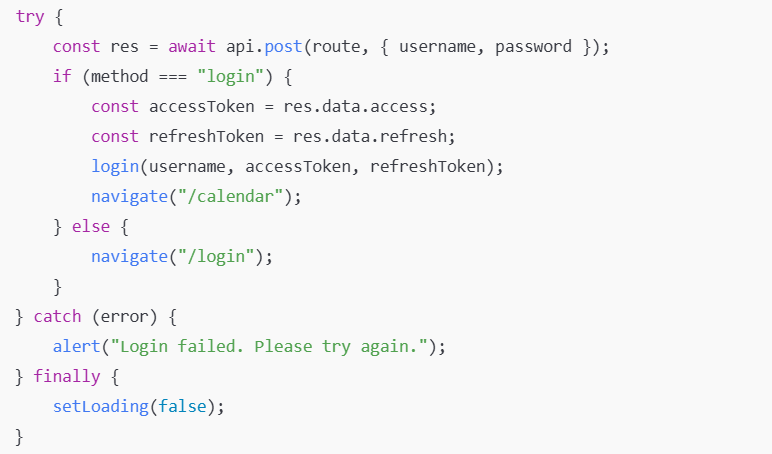 try {
    const res = await api.post(route, { username, password });
    if (method === "login") {
        const accessToken = res.data.access;
        const refreshToken = res.data.refresh;
        login(username, accessToken, refreshToken);
        navigate("/calendar");
    } else {
        navigate("/login");
    }
} catch (error) {
    alert("Login failed. Please try again.");
} finally {
    setLoading(false);
}